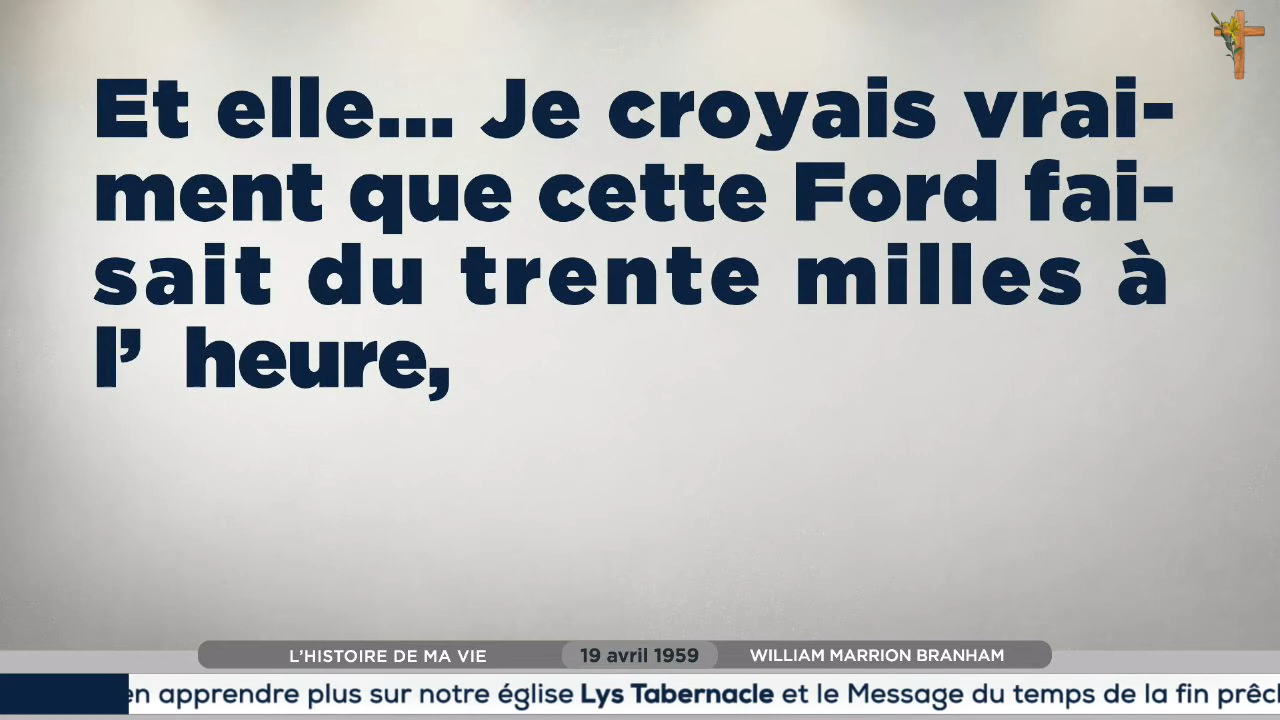 Et elle... Je croyais vrai-
ment que cette Ford fai-
sait du trente milles à
l’ heure,
L’HISTOIRE DE MA VIE 19 avril 1959 WILLIAM MARRION BRANHAM
en apprendre plus sur notre église Lys Tabernacle et le Message du temps de la fin